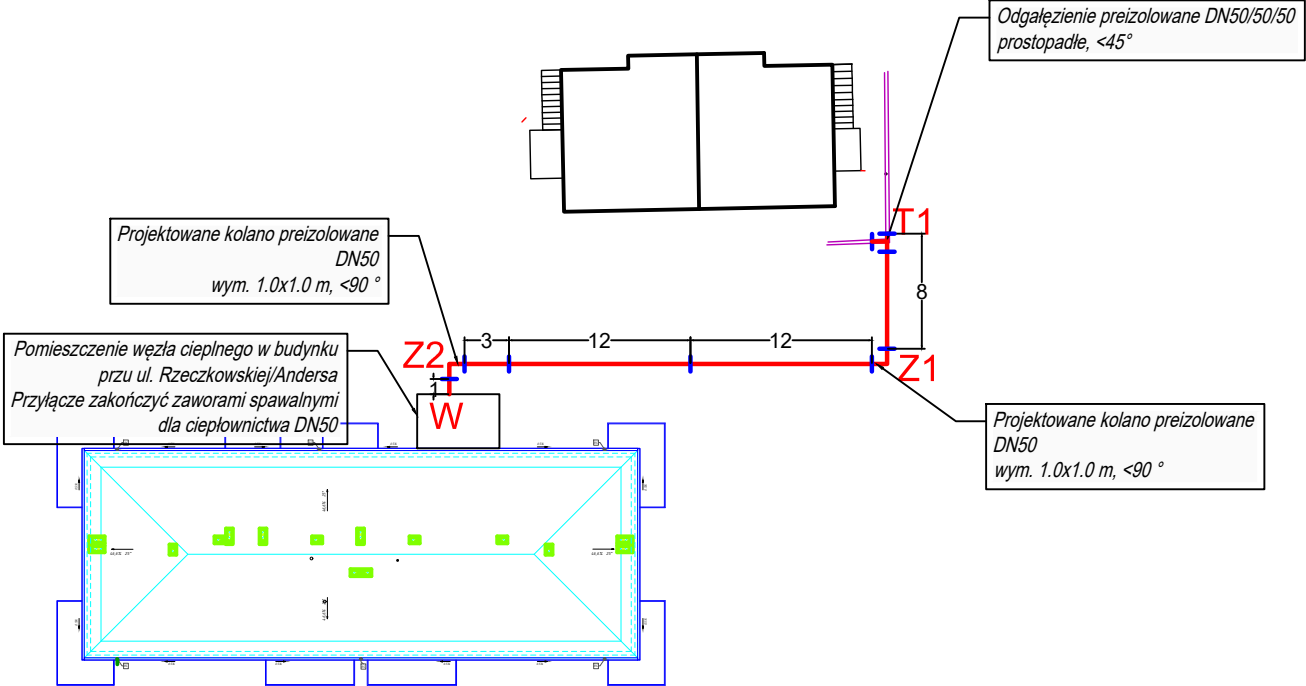 Odgałęzienie preizolowane DN50/50/50
prostopadłe, <45°
T1
8
Projektowane kolano preizolowane
DN50
wym. 1.0x1.0 m, <90 °
Z2
3
12
12
Z1
Pomieszczenie węzła cieplnego w budynku
przu ul. Rzeczkowskiej/Andersa
Przyłącze zakończyć zaworami spawalnymi
dla ciepłownictwa DN50
1
W
Projektowane kolano preizolowane
DN50
wym. 1.0x1.0 m, <90 °